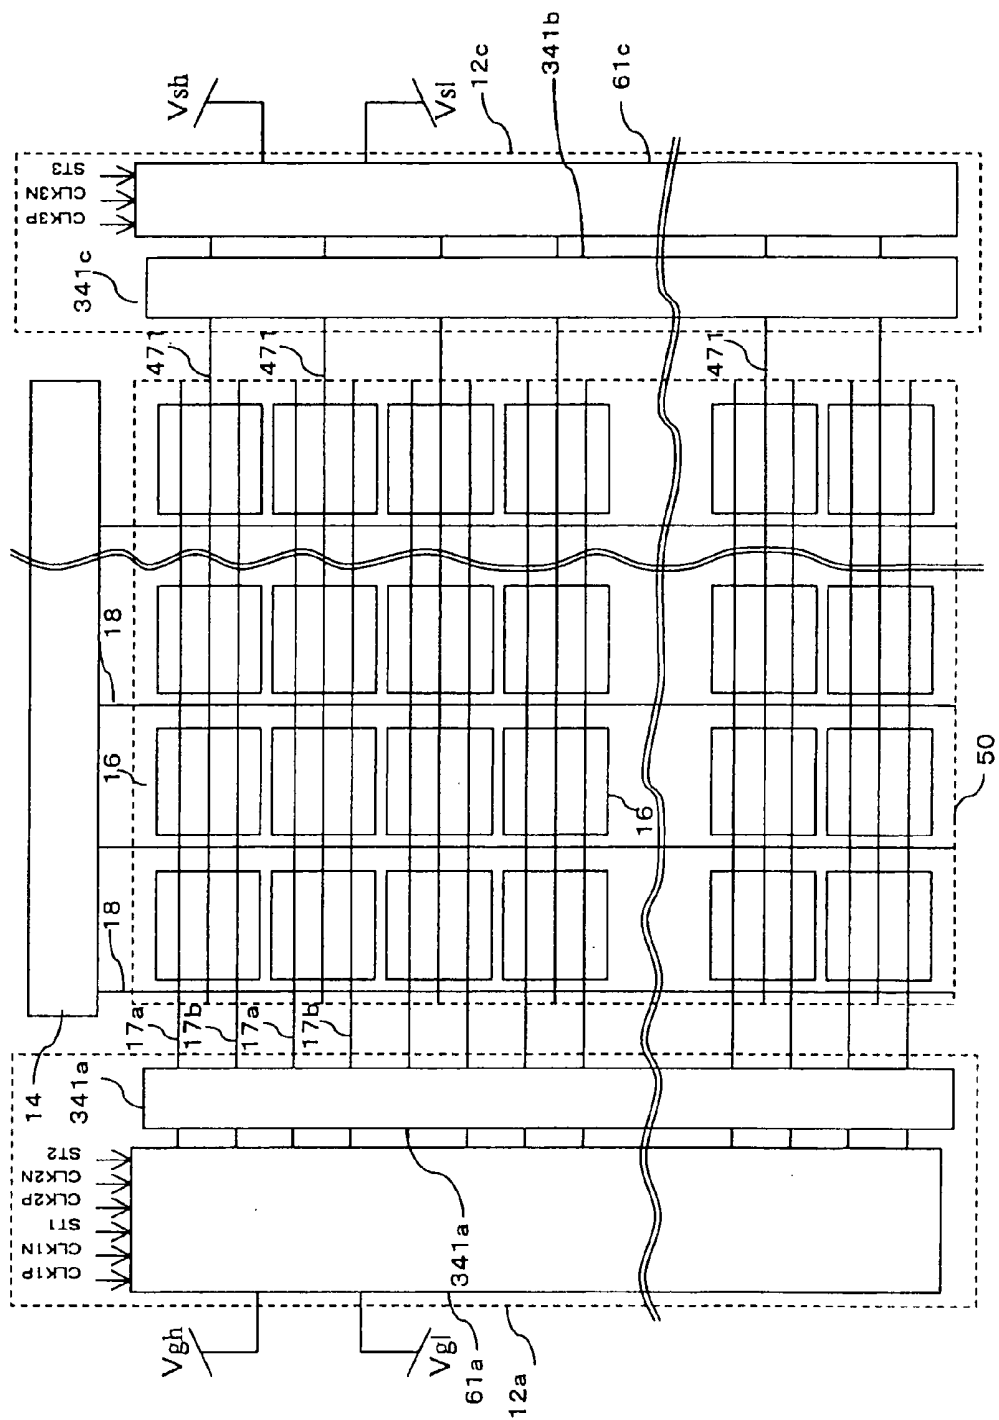 Vsh
Vsl
12c
341b
61c
ST3
CLK3N
CLK3P
341c
471
471
471
18
16
16
50
18
17a
17b
17a
17b
14
341a
ST2
CLK2N
CLK2P
ST1
CLK1N
CLK1P
341a
Vgh
Vgl
61a
12a